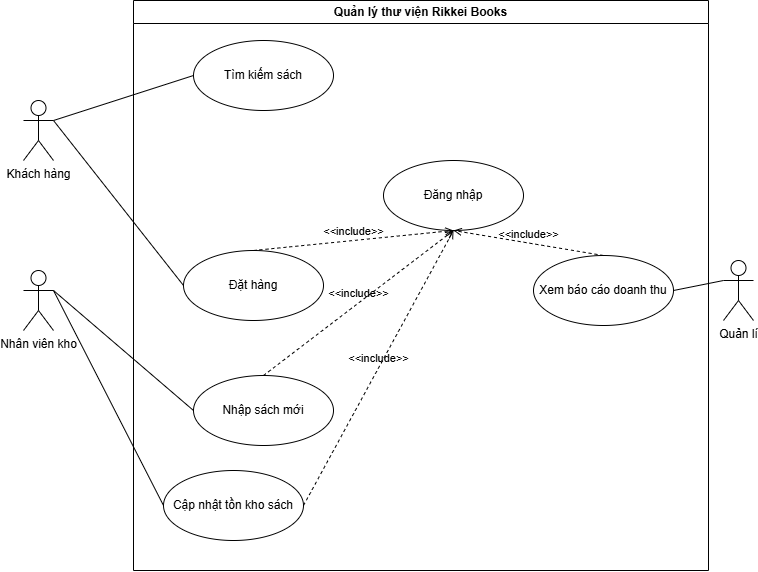 Quản lý thư viện Rikkei Books
Tìm kiếm sách
Khách hàng
Đăng nhập
<<include>>
<<include>>
Đặt hàng
Xem báo cáo doanh thu
<<include>>
Nhân viên kho
Quản lí
<<include>>
Nhập sách mới
Cập nhật tồn kho sách